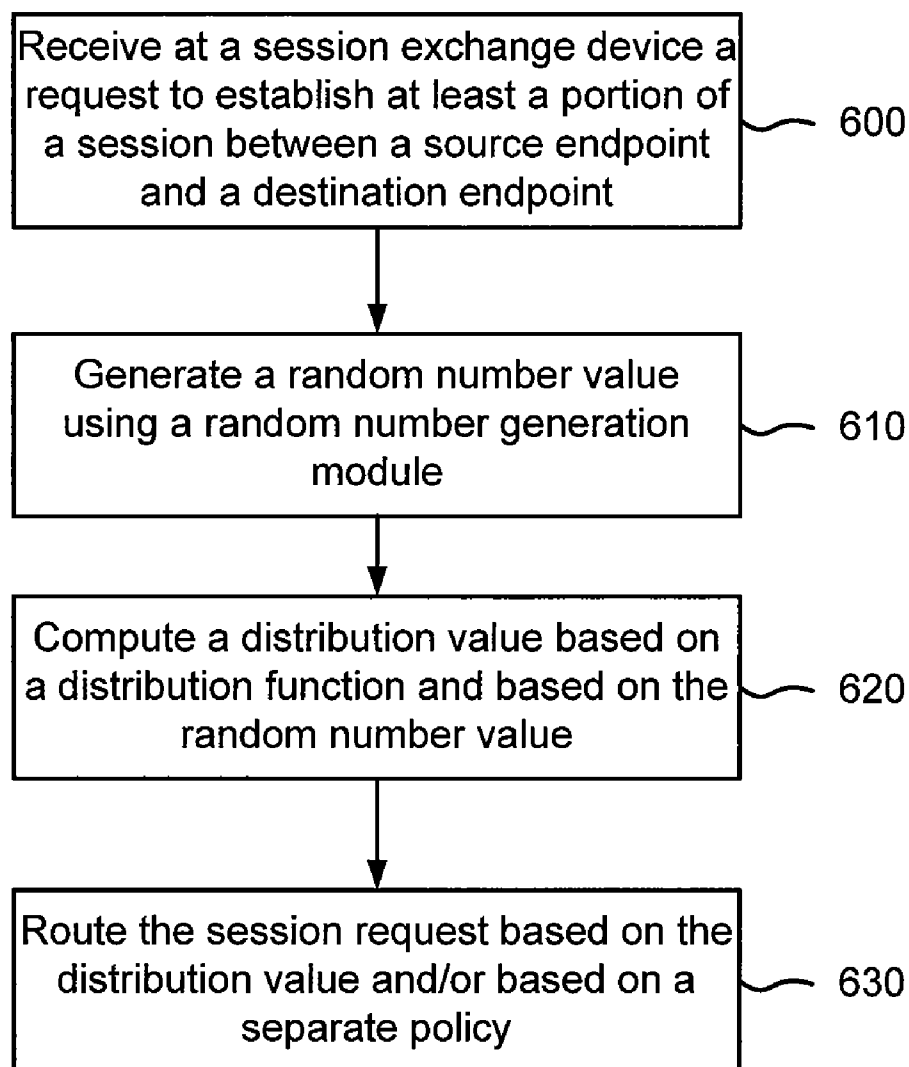 Receive at a session exchange device a
request to establish at least a portion of
a session between a source endpoint
and a destination endpoint
600
Generate a random number value
using a random number generation
module
610
Compute a distribution value based on
a distribution function and based on the
random number value
620
Route the session request based on the
distribution value and/or based on a
separate policy
630